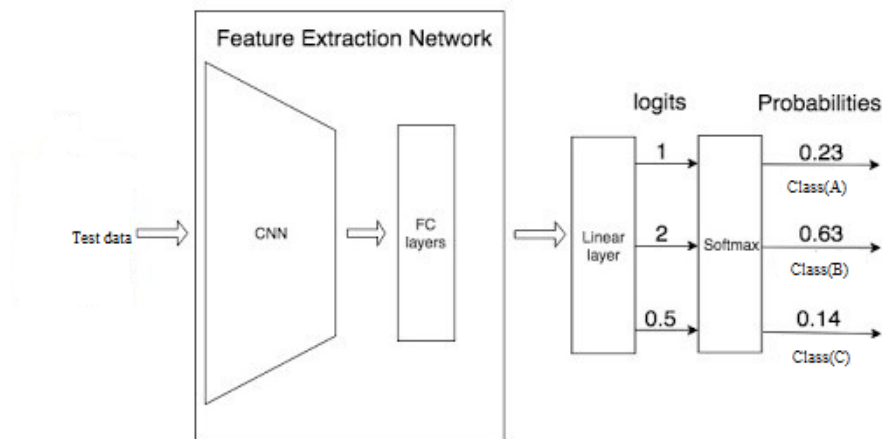 Feature Extraction Network
logits
Probabilities
Test data
CNN
FC
layers
Linear
layer
1
2
0.5
Softmax
0.23
Class(A)
0.63
Class(B)
0.14
Class(C)